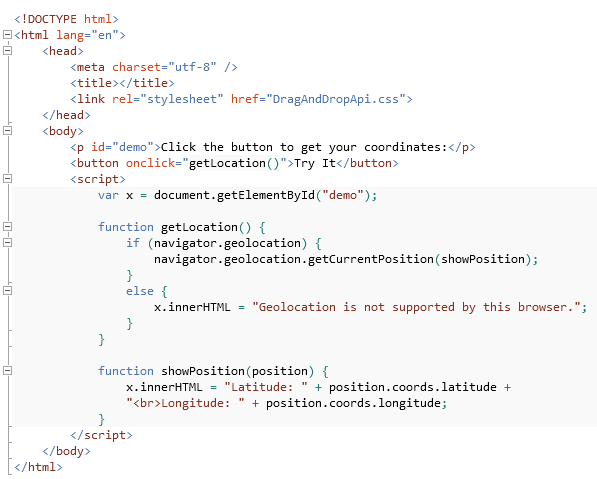 <!DOCTYPE html>
<html lang="en">
    <head>
        <meta charset="utf-8" />
        <title></title>
        <link rel="stylesheet" href="DragAndDropApi.css">
    </head>
    <body>
        <p id="demo">Click the button to get your coordinates:</p>
        <button onclick="getLocation()">Try It</button>
        <script>
            var x = document.getElementById("demo");

            function getLocation() {
                if (navigator.geolocation) {
                    navigator.geolocation.getCurrentPosition(showPosition);
                }
                else {
                    x.innerHTML = "Geolocation is not supported by this browser.";
                }
            }

            function showPosition(position) {
                x.innerHTML = "Latitude: " + position.coords.latitude +
                "<br>Longitude: " + position.coords.longitude;
            }
        </script>
    </body>
</html>